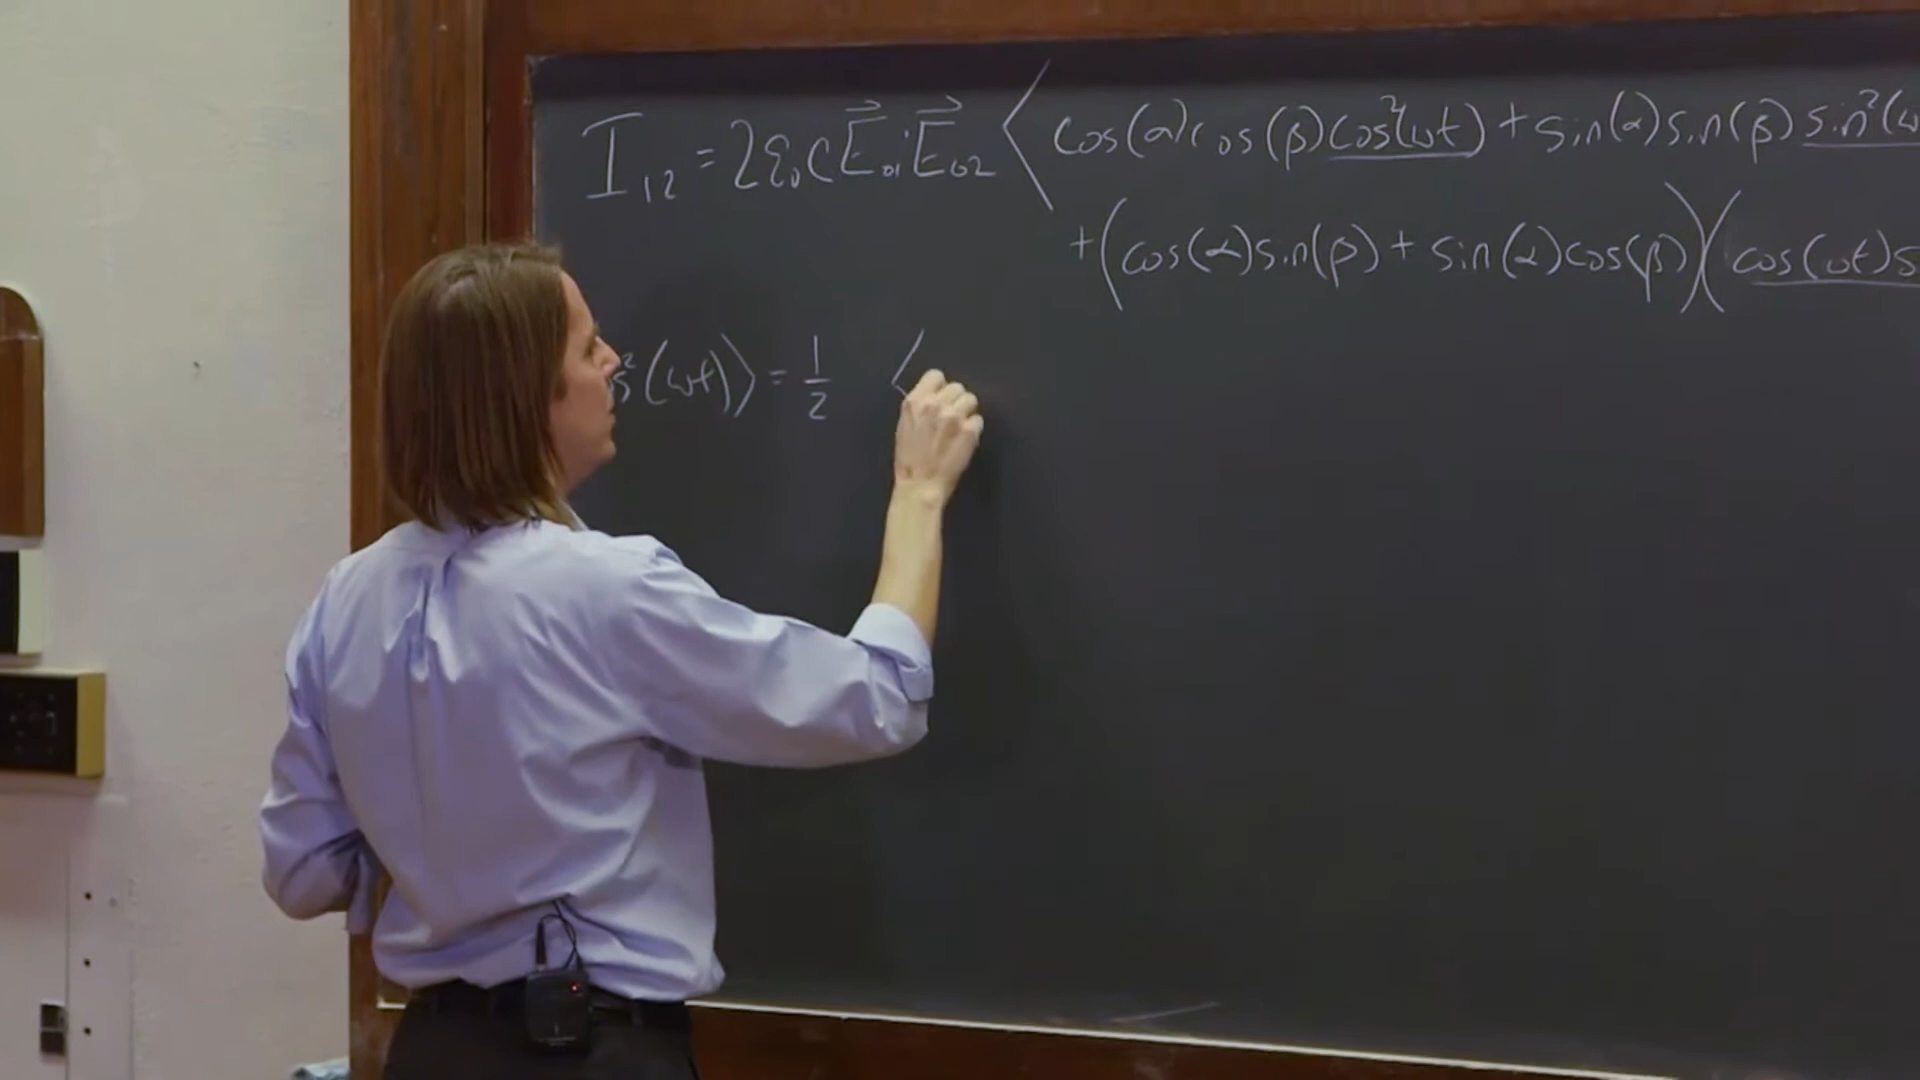 I₁₂ = 2ε₀c E⃗₀₁·E⃗₀₂ ⟨ cos(α)cos(β)cos²(ωt) + sin(α)sin(β)sin²(ω
+ (cos(α)sin(β) + sin(α)cos(β))(cos(ωt)s
s²(ωt)⟩ = 1/2 ⟨